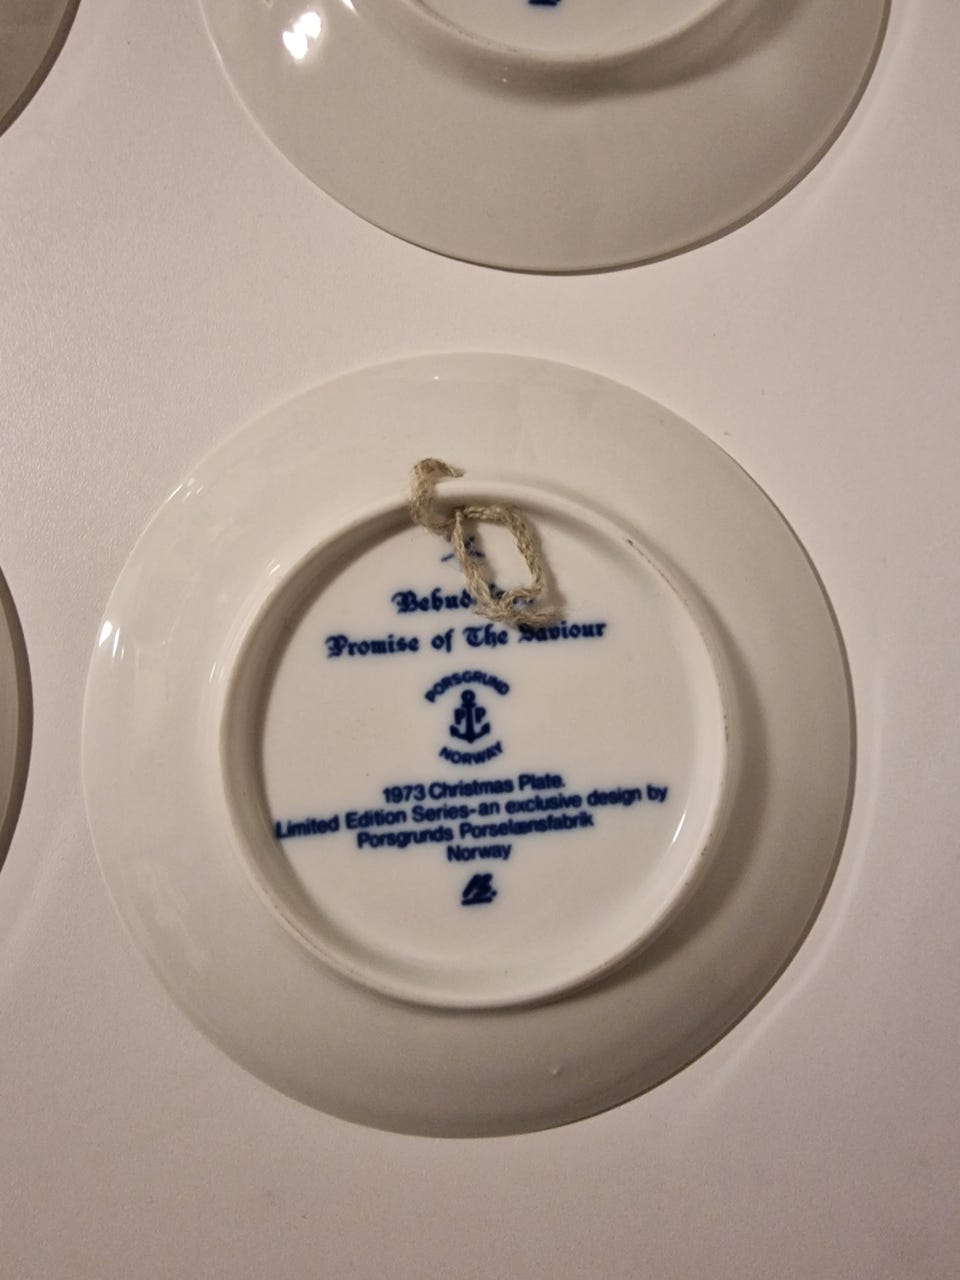 Promise of The Saviour
PORSGRUND
P P
NORWAY
1973 Christmas Plate.
Limited Edition Series-an exclusive design by
Porsgrunds Porselænsfabrik
Norway